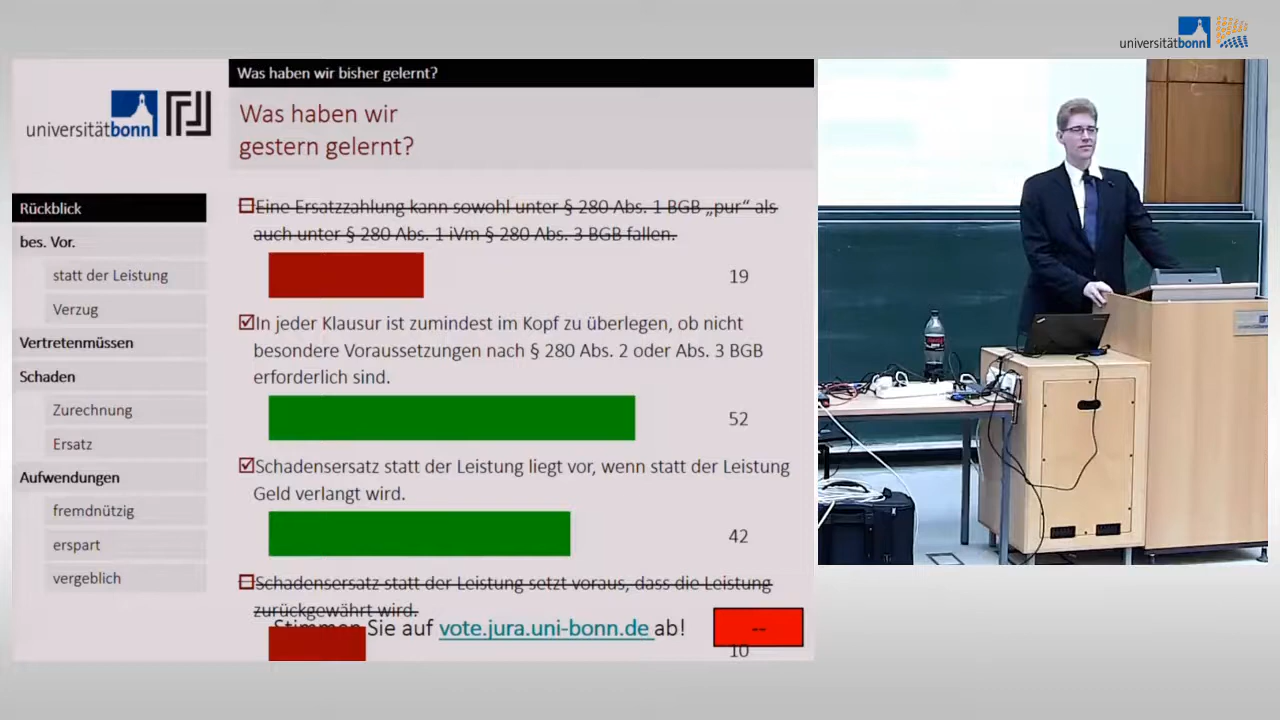 universitätbonn
Was haben wir bisher gelernt?
universitätbonn
Was haben wir
gestern gelernt?
Rückblick
bes. Vor.
statt der Leistung
Verzug
Vertretenmüssen
Schaden
Zurechnung
Ersatz
Aufwendungen
fremdnützig
erspart
vergeblich
Eine Ersatzzahlung kann sowohl unter § 280 Abs. 1 BGB „pur“ als
auch unter § 280 Abs. 1 iVm § 280 Abs. 3 BGB fallen.
19
In jeder Klausur ist zumindest im Kopf zu überlegen, ob nicht
besondere Voraussetzungen nach § 280 Abs. 2 oder Abs. 3 BGB
erforderlich sind.
52
Schadensersatz statt der Leistung liegt vor, wenn statt der Leistung
Geld verlangt wird.
42
Schadensersatz statt der Leistung setzt voraus, dass die Leistung
zurückgewährt wird.
Stimmen Sie auf vote.jura.uni-bonn.de ab!
--
10